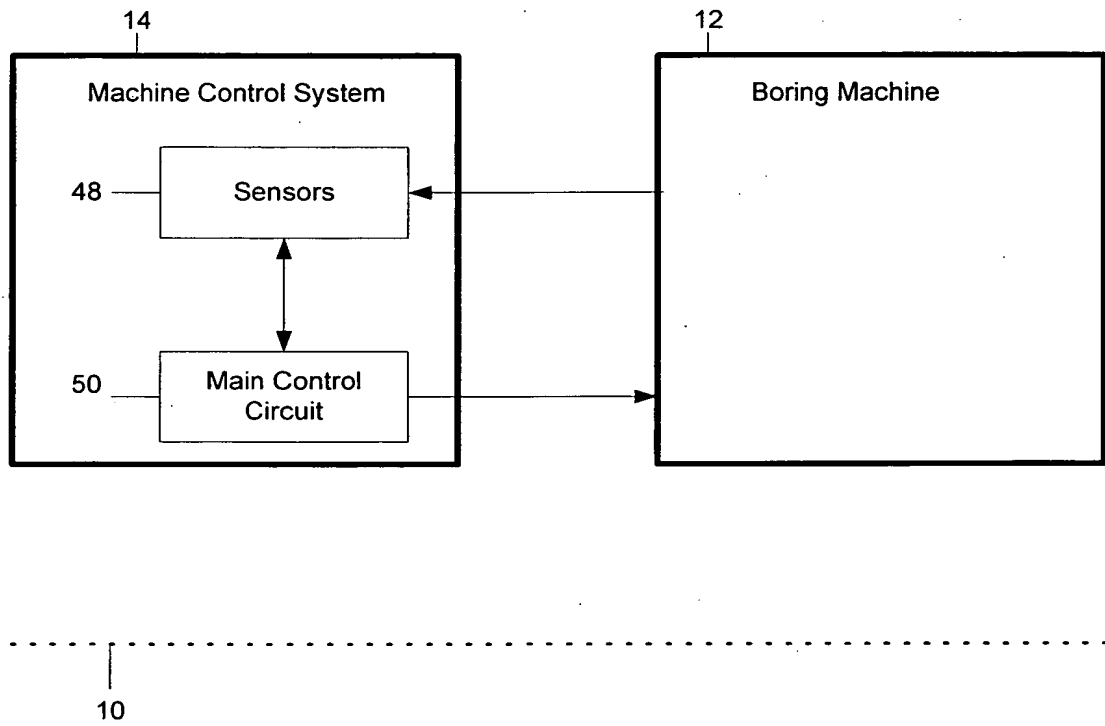 14
12
Machine Control System
Boring Machine
48
Sensors
50
Main Control
Circuit
10